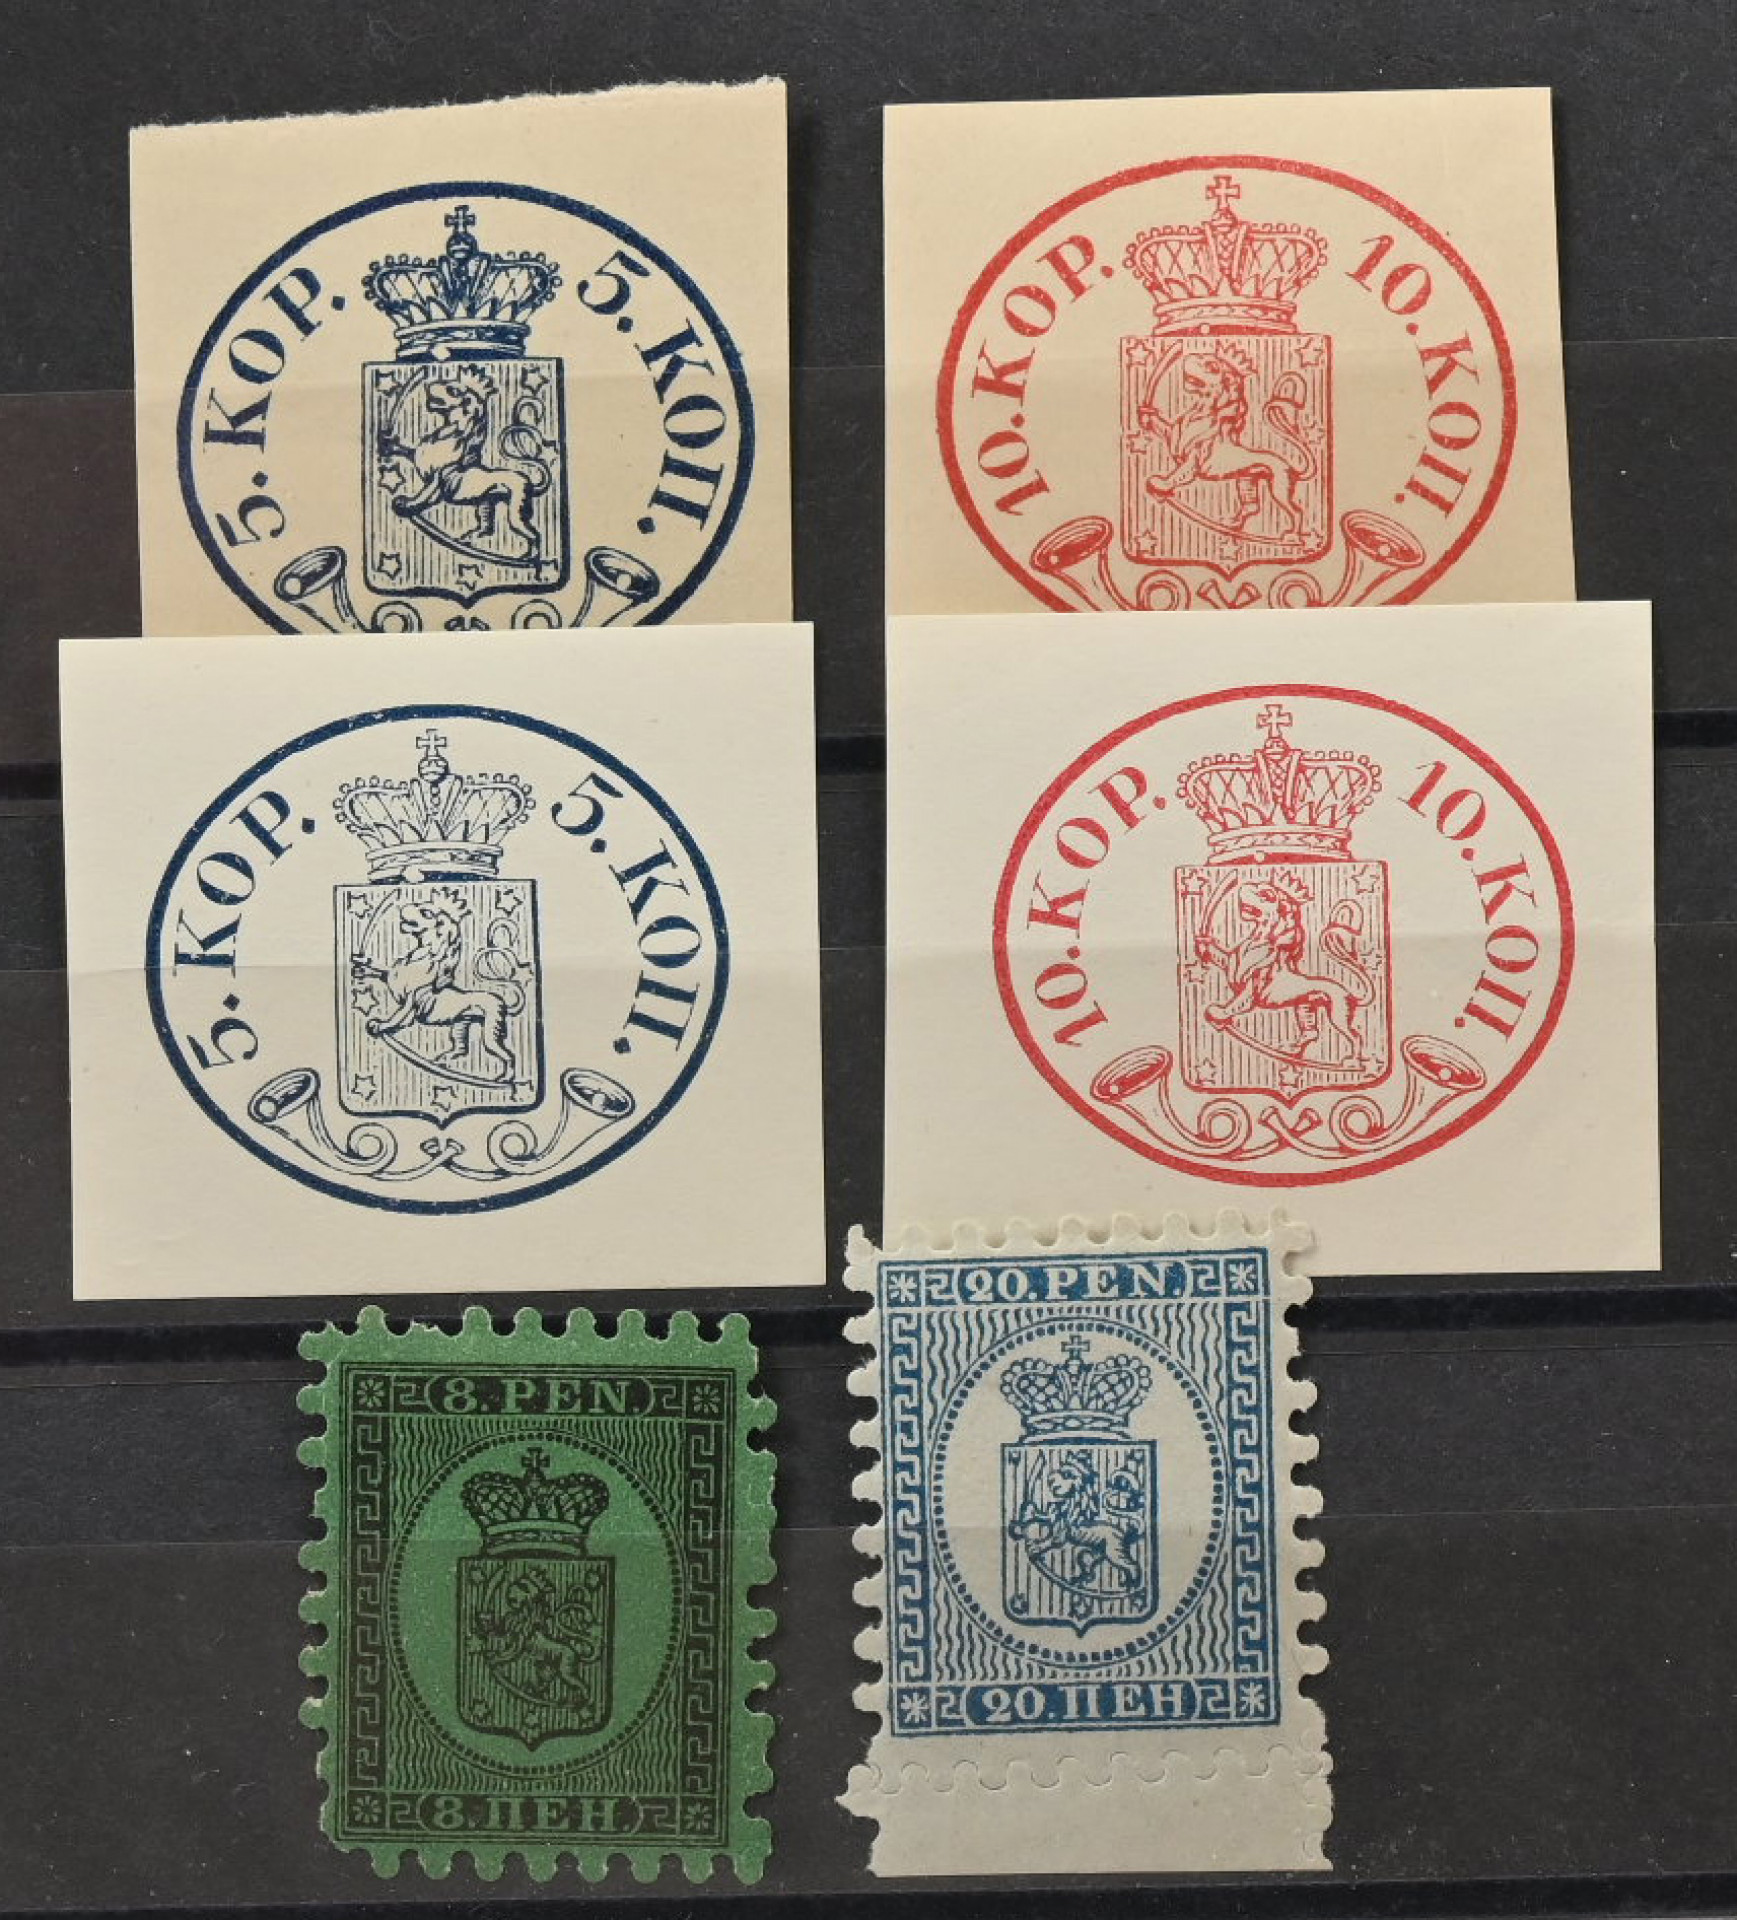 5. KOP. 5. КОП.
10. KOP. 10. КОП.
5. KOP. 5. КОП.
10. KOP. 10. КОП.
8. PEN.
8. ПЕН.
20. PEN.
20. ПЕН